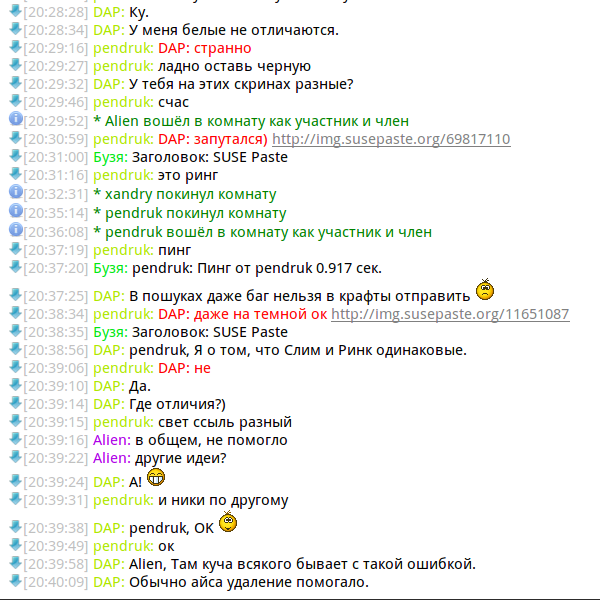 [20:28:28] DAP: Ку.
[20:28:34] DAP: У меня белые не отличаются.
[20:29:16] pendruk: DAP: странно
[20:29:27] pendruk: ладно оставь черную
[20:29:32] DAP: У тебя на этих скринах разные?
[20:29:46] pendruk: счас
[20:29:52] * Alien вошёл в комнату как участник и член
[20:30:59] pendruk: DAP: запутался) http://img.susepaste.org/69817110
[20:31:00] Бузя: Заголовок: SUSE Paste
[20:31:16] pendruk: это ринг
[20:32:31] * xandry покинул комнату
[20:35:14] * pendruk покинул комнату
[20:36:08] * pendruk вошёл в комнату как участник и член
[20:37:19] pendruk: пинг
[20:37:20] Бузя: pendruk: Пинг от pendruk 0.917 сек.
[20:37:25] DAP: В пошуках даже баг нельзя в крафты отправить
[20:38:34] pendruk: DAP: даже на темной ок http://img.susepaste.org/11651087
[20:38:35] Бузя: Заголовок: SUSE Paste
[20:38:56] DAP: pendruk, Я о том, что Слим и Ринк одинаковые.
[20:39:06] pendruk: DAP: не
[20:39:10] DAP: Да.
[20:39:14] DAP: Где отличия?)
[20:39:15] pendruk: свет ссыль разный
[20:39:16] Alien: в общем, не помогло
[20:39:22] Alien: другие идеи?
[20:39:24] DAP: А!
[20:39:31] pendruk: и ники по другому
[20:39:38] DAP: pendruk, OK
[20:39:49] pendruk: ок
[20:39:58] DAP: Alien, Там куча всякого бывает с такой ошибкой.
[20:40:09] DAP: Обычно айса удаление помогало.